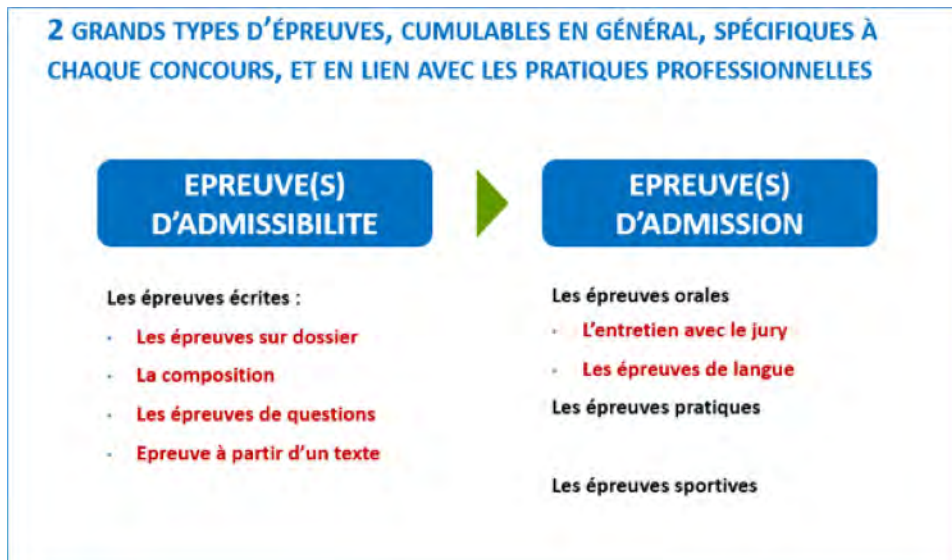 2 GRANDS TYPES D'ÉPREUVES, CUMULABLES EN GÉNÉRAL, SPÉCIFIQUES À
CHAQUE CONCOURS, ET EN LIEN AVEC LES PRATIQUES PROFESSIONNELLES
EPREUVE(S)
D'ADMISSIBILITE
Les épreuves écrites :
- Les épreuves sur dossier
- La composition
- Les épreuves de questions
- Epreuve à partir d'un texte
EPREUVE(S)
D'ADMISSION
Les épreuves orales
- L'entretien avec le jury
- Les épreuves de langue
Les épreuves pratiques
Les épreuves sportives